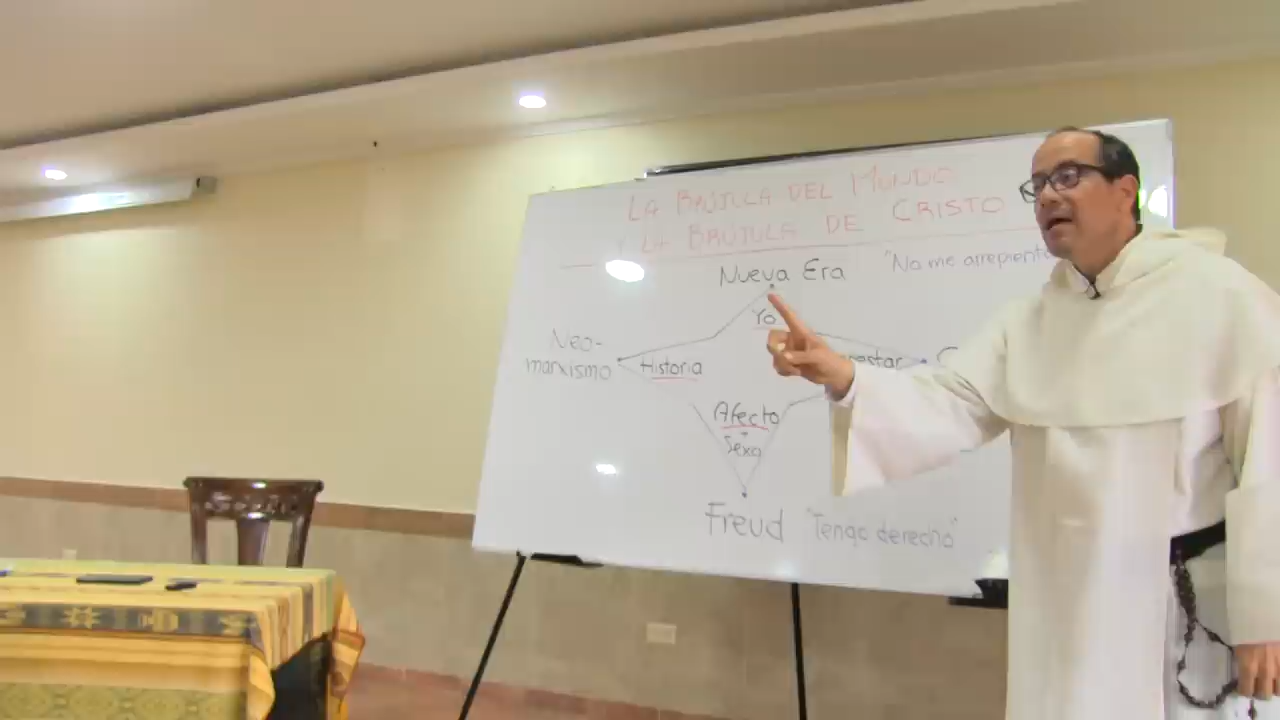 LA BRÚJULA DEL MUNDO
Y LA BRÚJULA DE CRISTO
Nueva Era
"No me arrepiento
Yo
Neo-
marxismo
Historia
Afecto
Sexo
Freud
"Tengo derecho"